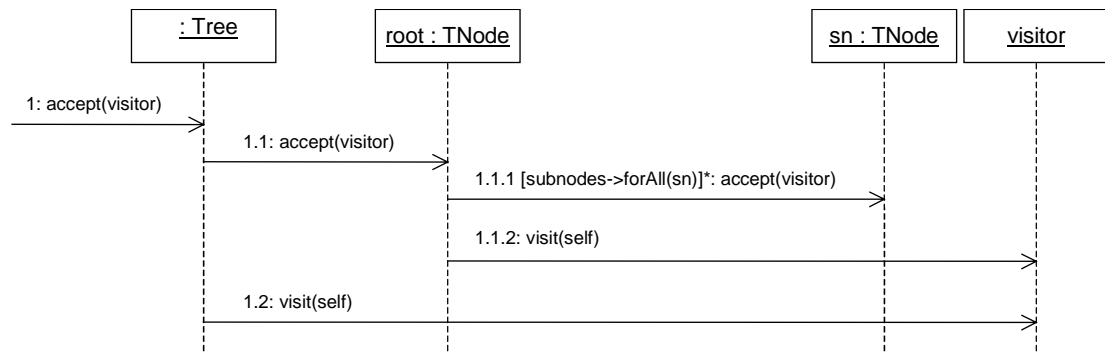 : Tree
root : TNode
sn : TNode
visitor
1: accept(visitor)
1.1: accept(visitor)
1.1.1 [subnodes->forAll(sn)]*: accept(visitor)
1.1.2: visit(self)
1.2: visit(self)